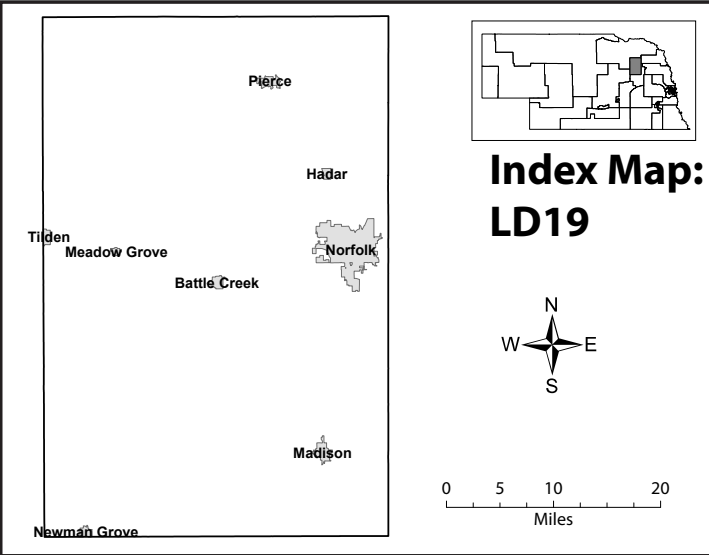 Pierce
Hadar
Tilden
Meadow Grove
Norfolk
Battle Creek
Madison
Newman Grove
Index Map:
LD19
N
W E
S
0 5 10 20
Miles